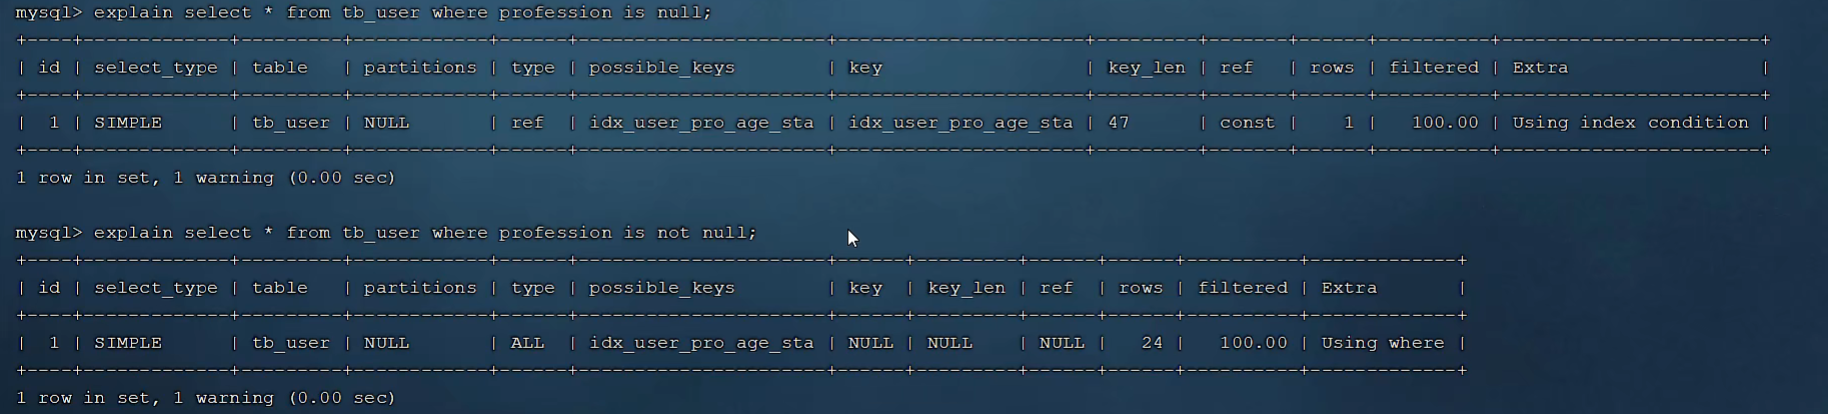 mysql> explain select * from tb_user where profession is null;
+----+-------------+---------+------------+------+----------------------+----------------------+---------+-------+------+----------+-----------------------+
| id | select_type | table | partitions | type | possible_keys | key | key_len | ref | rows | filtered | Extra |
+----+-------------+---------+------------+------+----------------------+----------------------+---------+-------+------+----------+-----------------------+
| 1 | SIMPLE | tb_user | NULL | ref | idx_user_pro_age_sta | idx_user_pro_age_sta | 47 | const | 1 | 100.00 | Using index condition |
+----+-------------+---------+------------+------+----------------------+----------------------+---------+-------+------+----------+-----------------------+
1 row in set, 1 warning (0.00 sec)
mysql> explain select * from tb_user where profession is not null;
+----+-------------+---------+------------+------+----------------------+------+---------+------+------+----------+-------------+
| id | select_type | table | partitions | type | possible_keys | key | key_len | ref | rows | filtered | Extra |
+----+-------------+---------+------------+------+----------------------+------+---------+------+------+----------+-------------+
| 1 | SIMPLE | tb_user | NULL | ALL | idx_user_pro_age_sta | NULL | NULL | NULL | 24 | 100.00 | Using where |
+----+-------------+---------+------------+------+----------------------+------+---------+------+------+----------+-------------+
1 row in set, 1 warning (0.00 sec)